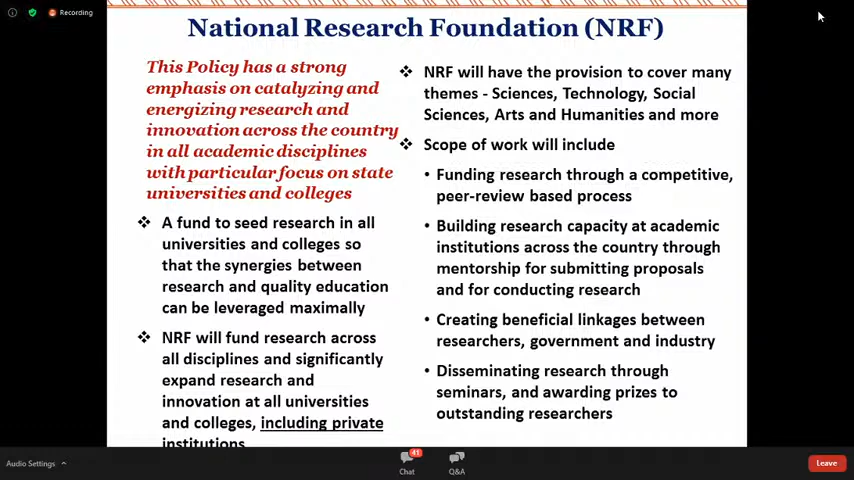 Recording
National Research Foundation (NRF)
This Policy has a strong
emphasis on catalyzing and
energizing research and
innovation across the country
in all academic disciplines
with particular focus on state
universities and colleges
❖ A fund to seed research in all
universities and colleges so
that the synergies between
research and quality education
can be leveraged maximally
❖ NRF will fund research across
all disciplines and significantly
expand research and
innovation at all universities
and colleges, including private
institutions
❖ NRF will have the provision to cover many
themes - Sciences, Technology, Social
Sciences, Arts and Humanities and more
❖ Scope of work will include
• Funding research through a competitive,
peer-review based process
• Building research capacity at academic
institutions across the country through
mentorship for submitting proposals
and for conducting research
• Creating beneficial linkages between
researchers, government and industry
• Disseminating research through
seminars, and awarding prizes to
outstanding researchers
Audio Settings
41
Chat
Q&A
Leave